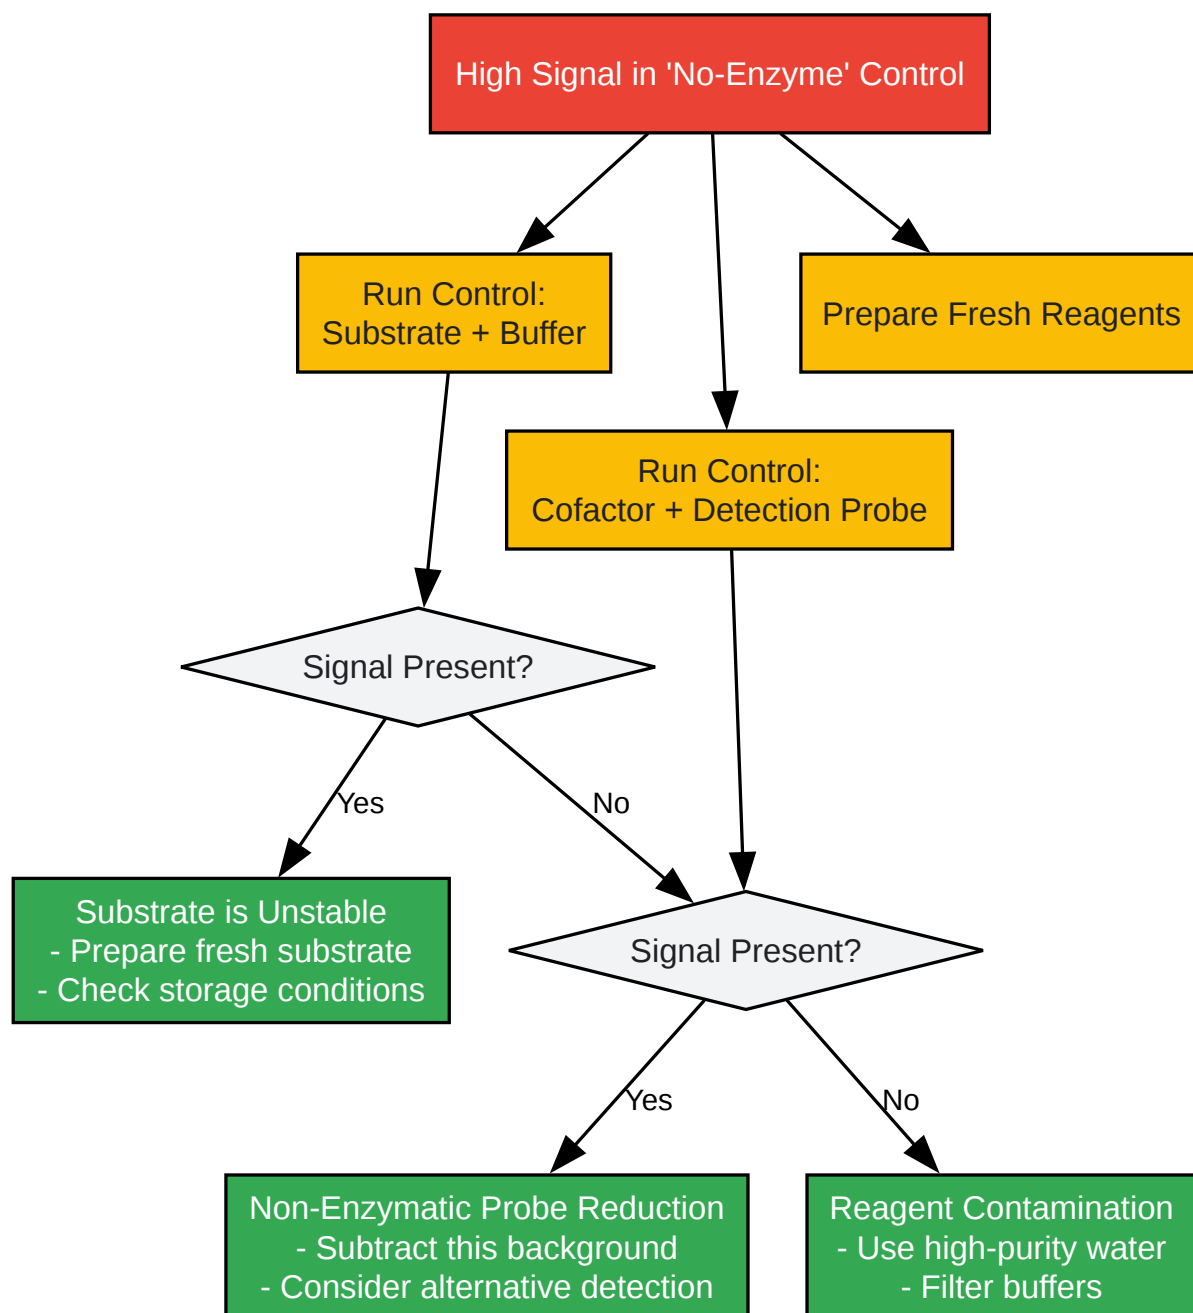 High Signal in 'No-Enzyme' Control
Run Control:
Substrate + Buffer
Prepare Fresh Reagents
Run Control:
Cofactor + Detection Probe
Signal Present?
Yes
No
Substrate is Unstable
- Prepare fresh substrate
- Check storage conditions
Signal Present?
Yes
No
Non-Enzymatic Probe Reduction
- Subtract this background
- Consider alternative detection
Reagent Contamination
- Use high-purity water
- Filter buffers